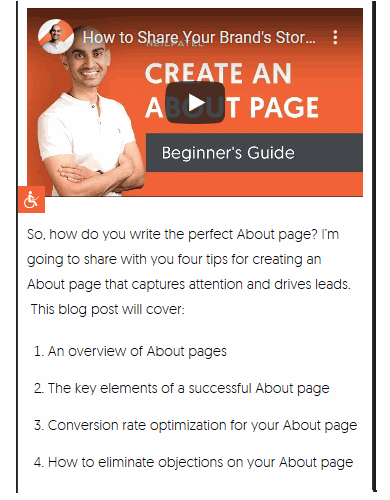 How to Share Your Brand's Stor...
NEILPATEL
CREATE AN
ABOUT PAGE
Beginner's Guide
So, how do you write the perfect About page? I'm
going to share with you four tips for creating an
About page that captures attention and drives leads.
This blog post will cover:
1. An overview of About pages
2. The key elements of a successful About page
3. Conversion rate optimization for your About page
4. How to eliminate objections on your About page